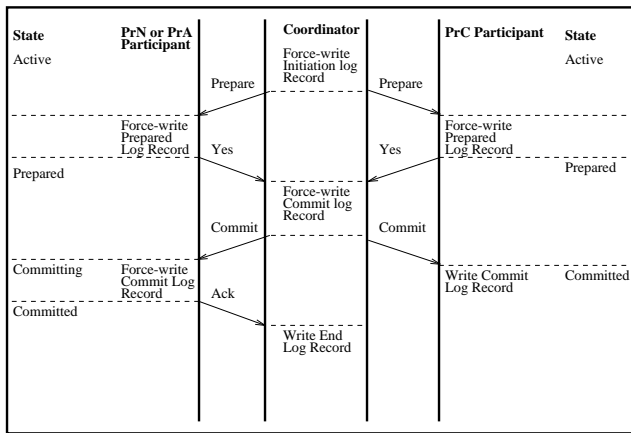 State
PrN or PrA
Participant
Coordinator
PrC Participant
State
Active
Force-write
Initiation log
Record
Active
Prepare
Prepare
Force-write
Prepared
Log Record
Force-write
Prepared
Log Record
Yes
Yes
Prepared
Prepared
Force-write
Commit log
Record
Commit
Commit
Committing
Force-write
Commit Log
Record
Write Commit
Log Record
Committed
Ack
Committed
Write End
Log Record